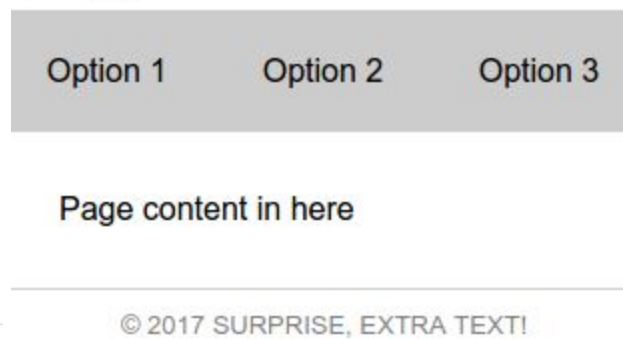 Option 1 Option 2 Option 3
Page content in here
© 2017 SURPRISE, EXTRA TEXT!